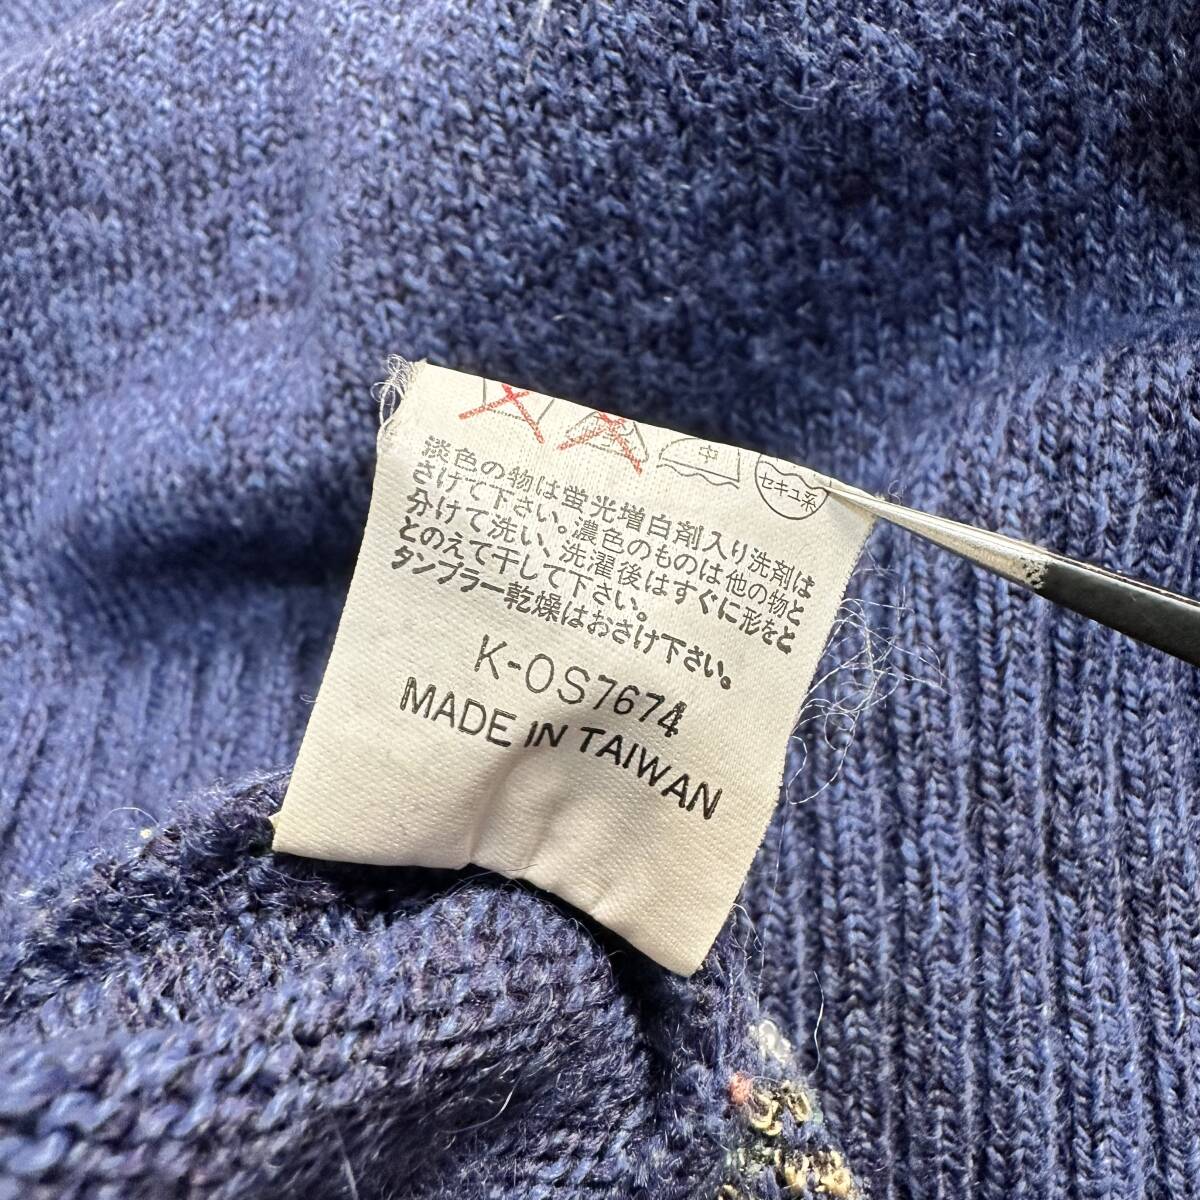 中
セキユ系
淡色の物は蛍光増白剤入り洗剤は
さけて下さい。濃色のものは他の物と
分けて洗い、洗濯後はすぐに形をと
とのえて干して下さい。
タンブラー乾燥はおさけ下さい。
K-OS7674
MADE IN TAIWAN